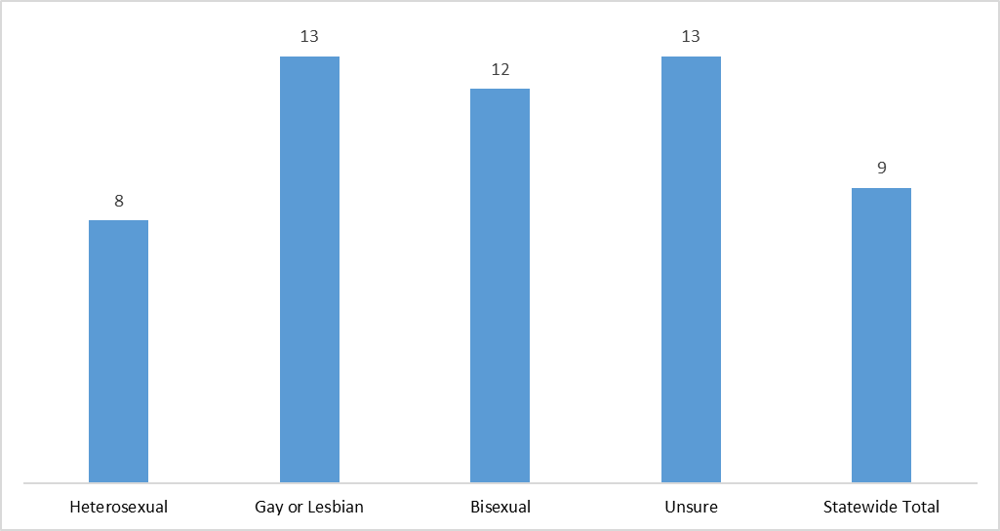 13
13
12
9
8
Heterosexual
Gay or Lesbian
Bisexual
Unsure
Statewide Total